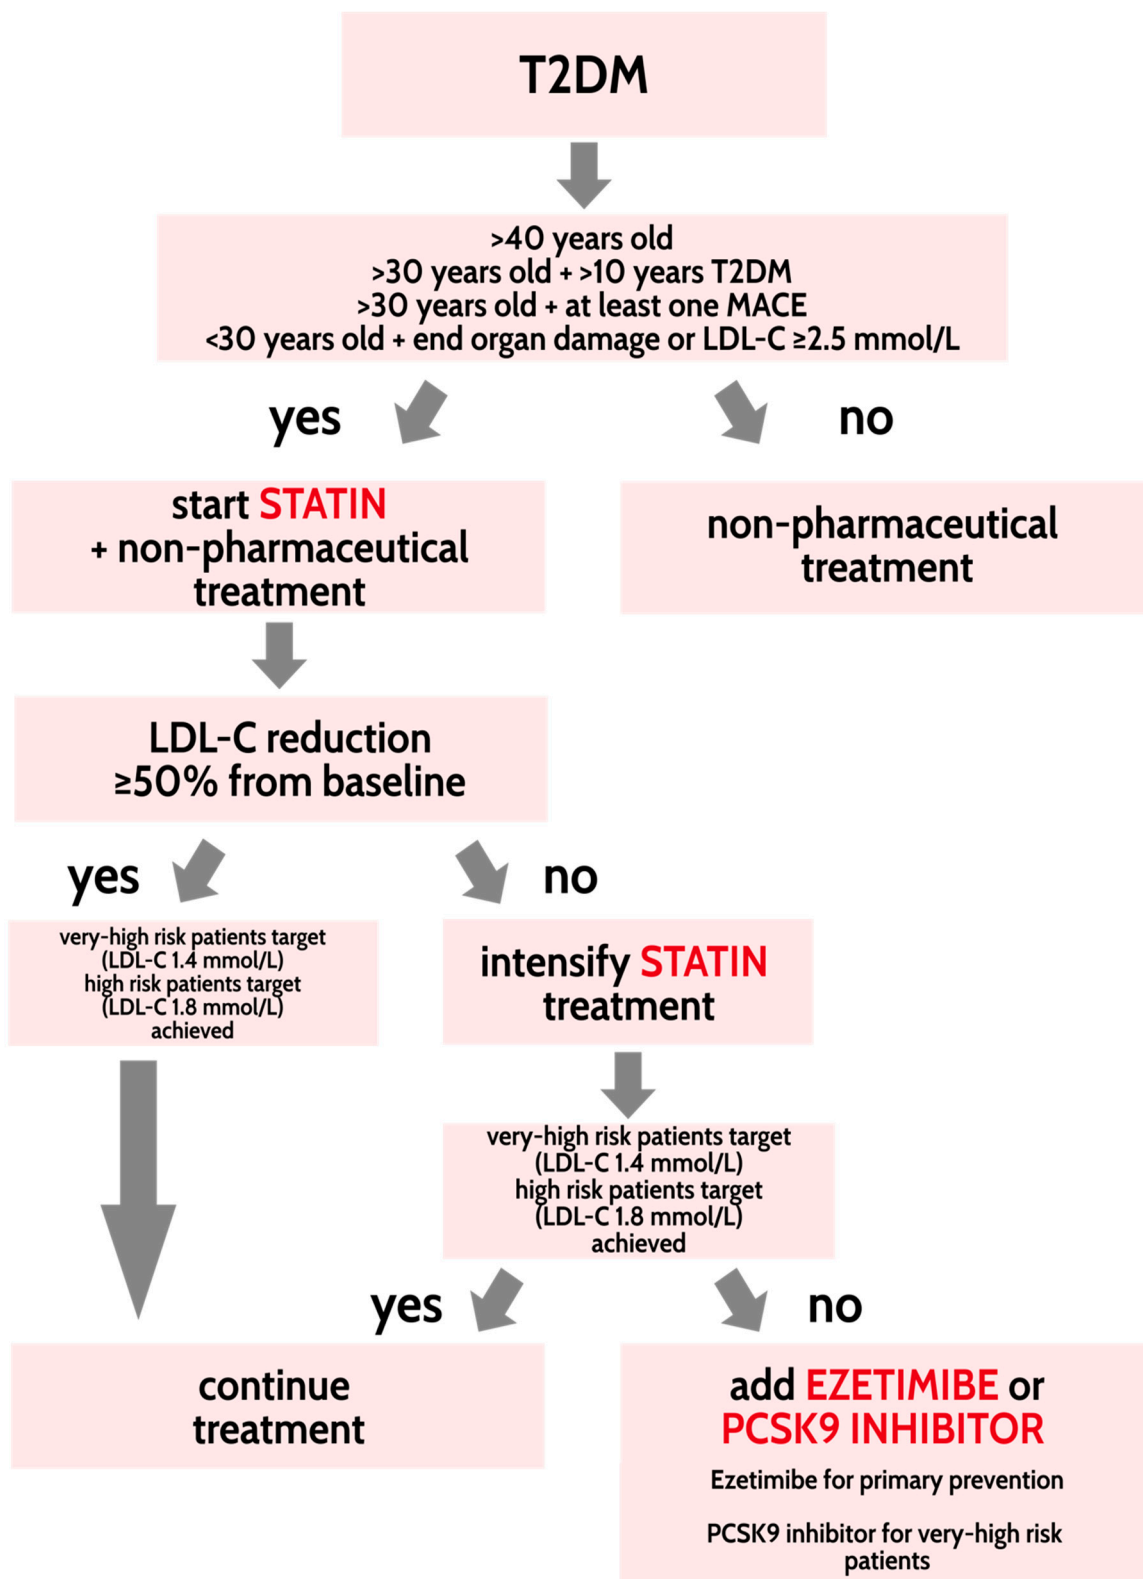 T2DM
>40 years old
>30 years old + >10 years T2DM
>30 years old + at least one MACE
<30 years old + end organ damage or LDL-C ≥2.5 mmol/L
yes
no
start STATIN
+ non-pharmaceutical
treatment
non-pharmaceutical
treatment
LDL-C reduction
≥50% from baseline
yes
no
very-high risk patients target
(LDL-C 1.4 mmol/L)
high risk patients target
(LDL-C 1.8 mmol/L)
achieved
intensify STATIN
treatment
very-high risk patients target
(LDL-C 1.4 mmol/L)
high risk patients target
(LDL-C 1.8 mmol/L)
achieved
yes
no
continue
treatment
add EZETIMIBE or
PCSK9 INHIBITOR
Ezetimibe for primary prevention
PCSK9 inhibitor for very-high risk
patients